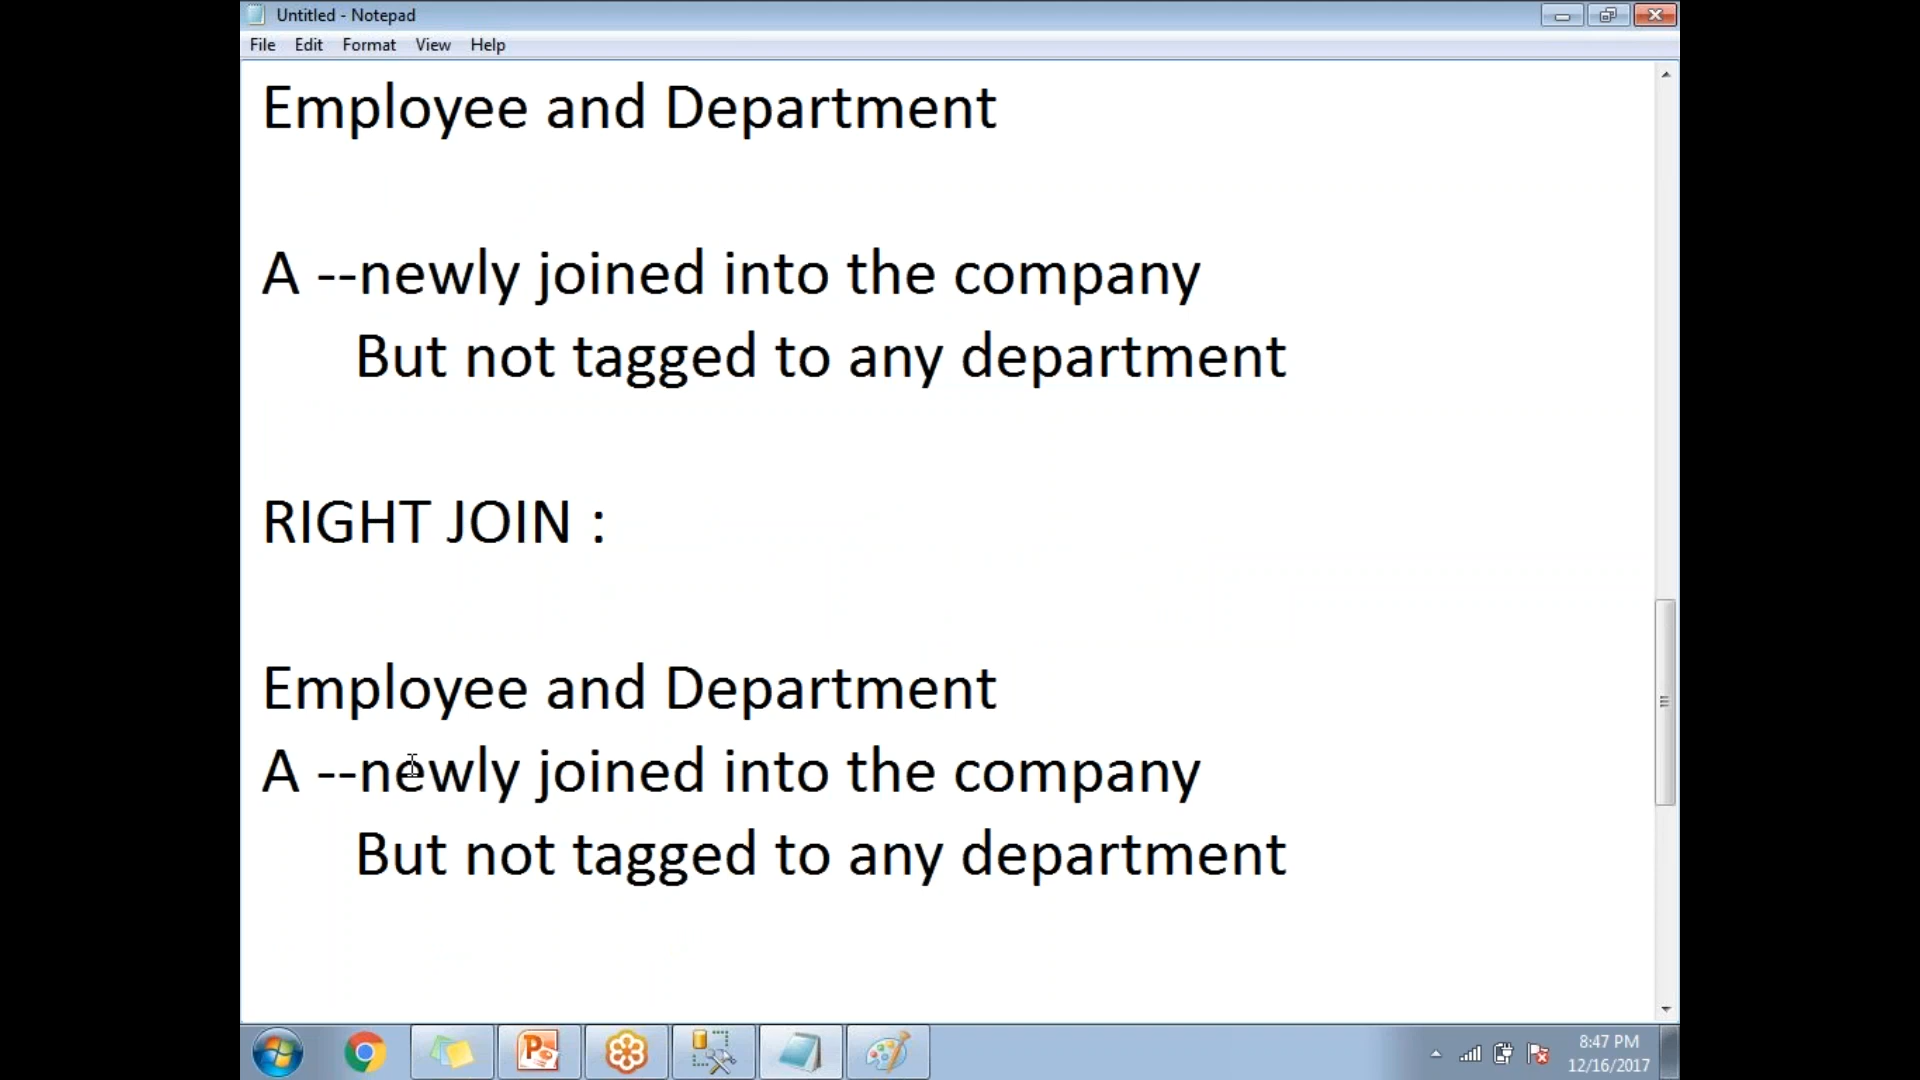 Untitled - Notepad
File Edit Format View Help
Employee and Department
A --newly joined into the company
But not tagged to any department
RIGHT JOIN :
Employee and Department
A --newly joined into the company
But not tagged to any department
8:47 PM
12/16/2017